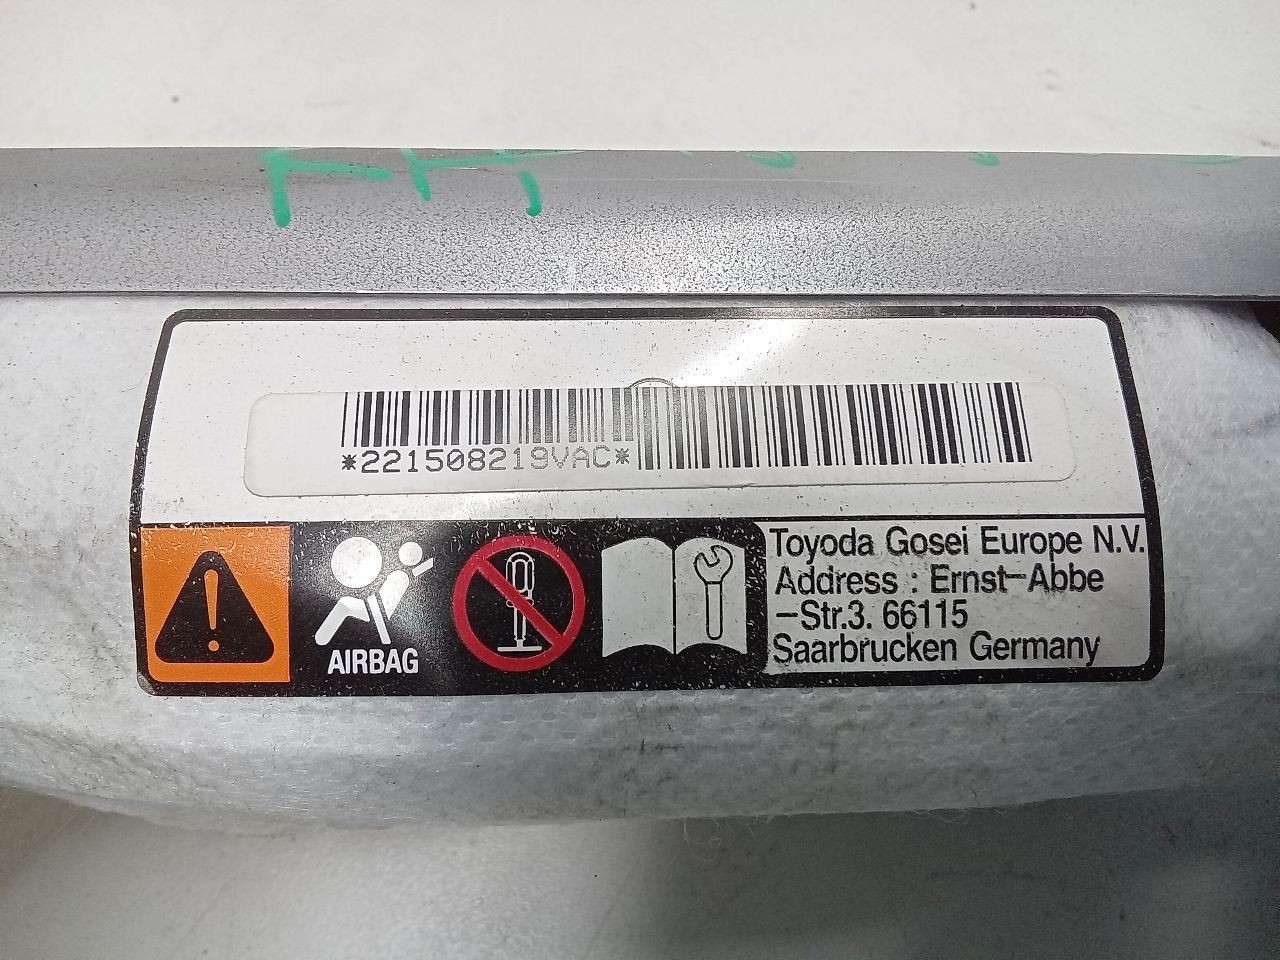 *221508219VAC*
AIRBAG
Toyoda Gosei Europe N.V.
Address : Ernst-Abbe
-Str.3. 66115
Saarbrucken Germany